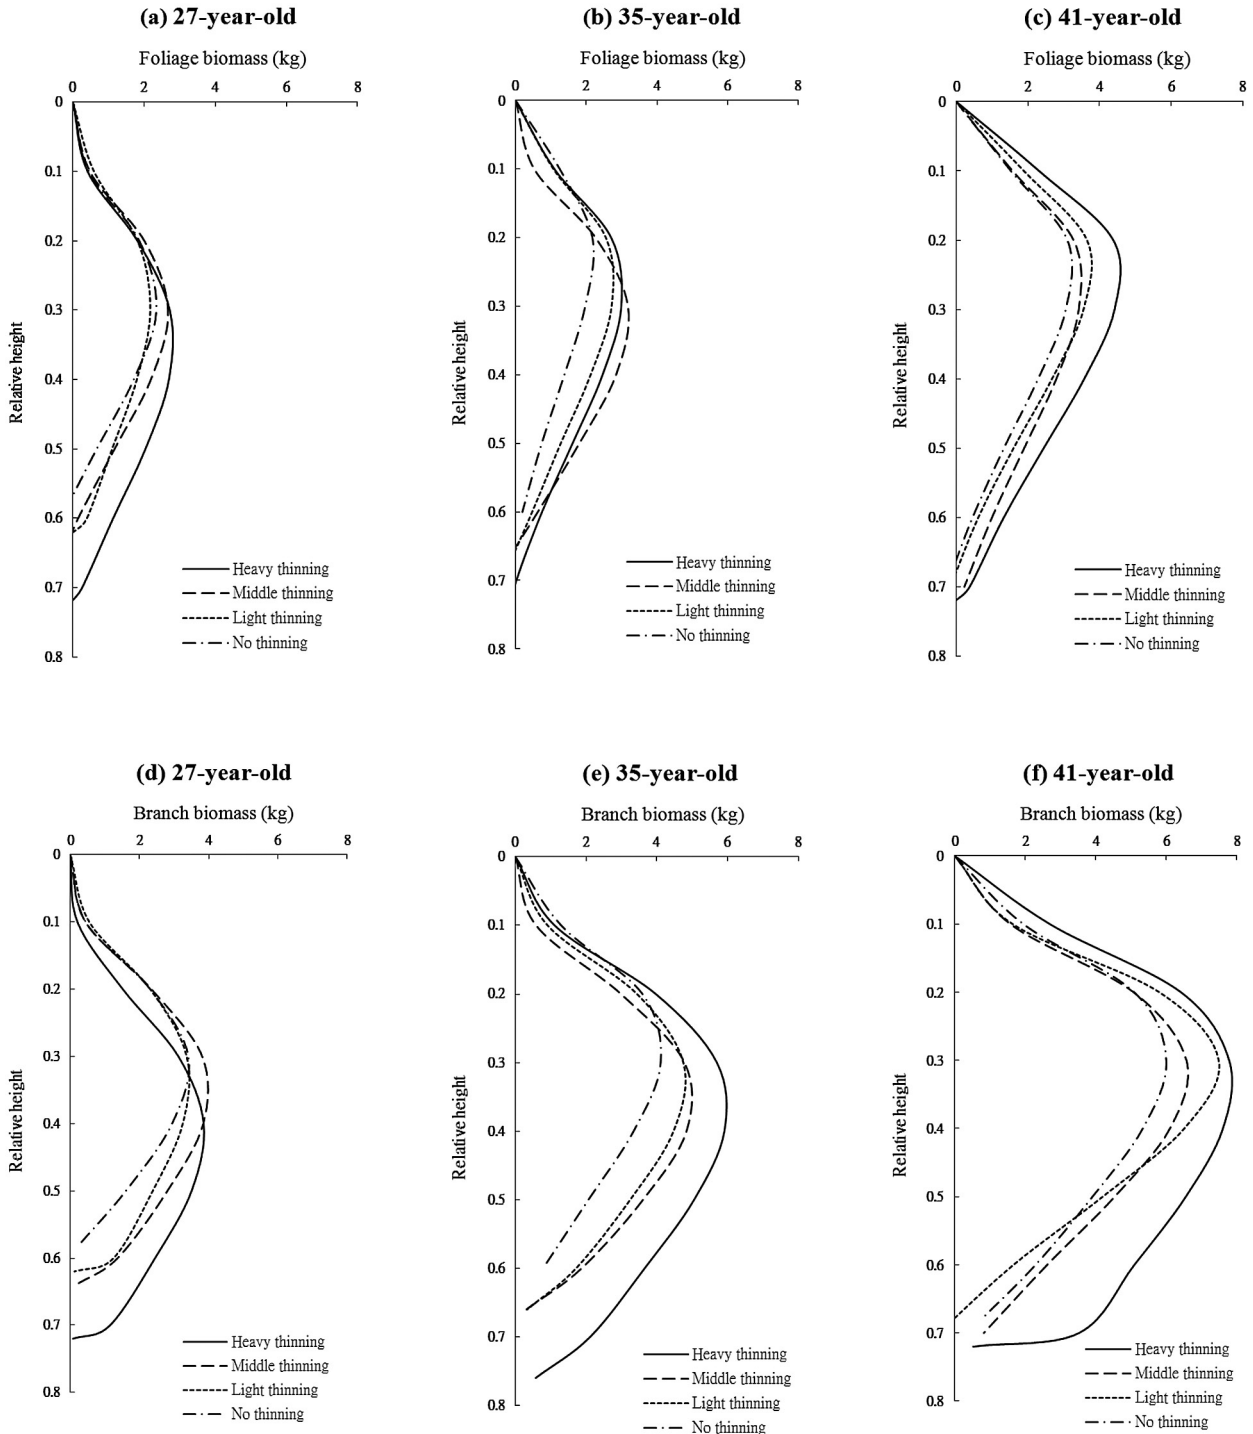 (a) 27-year-old
Foliage biomass (kg)
0 2 4 6 8
0
0.1
0.2
0.3
0.4
0.5
0.6
0.7
0.8
Relative height
Heavy thinning
Middle thinning
Light thinning
No thinning
(b) 35-year-old
Foliage biomass (kg)
0 2 4 6 8
0
0.1
0.2
0.3
0.4
0.5
0.6
0.7
0.8
Relative height
Heavy thinning
Middle thinning
Light thinning
No thinning
(c) 41-year-old
Foliage biomass (kg)
0 2 4 6 8
0
0.1
0.2
0.3
0.4
0.5
0.6
0.7
0.8
Relative height
Heavy thinning
Middle thinning
Light thinning
No thinning
(d) 27-year-old
Branch biomass (kg)
0 2 4 6 8
0
0.1
0.2
0.3
0.4
0.5
0.6
0.7
0.8
Relative height
Heavy thinning
Middle thinning
Light thinning
No thinning
(e) 35-year-old
Branch biomass (kg)
0 2 4 6 8
0
0.1
0.2
0.3
0.4
0.5
0.6
0.7
0.8
Relative height
Heavy thinning
Middle thinning
Light thinning
No thinning
(f) 41-year-old
Branch biomass (kg)
0 2 4 6 8
0
0.1
0.2
0.3
0.4
0.5
0.6
0.7
0.8
Relative height
Heavy thinning
Middle thinning
Light thinning
No thinning